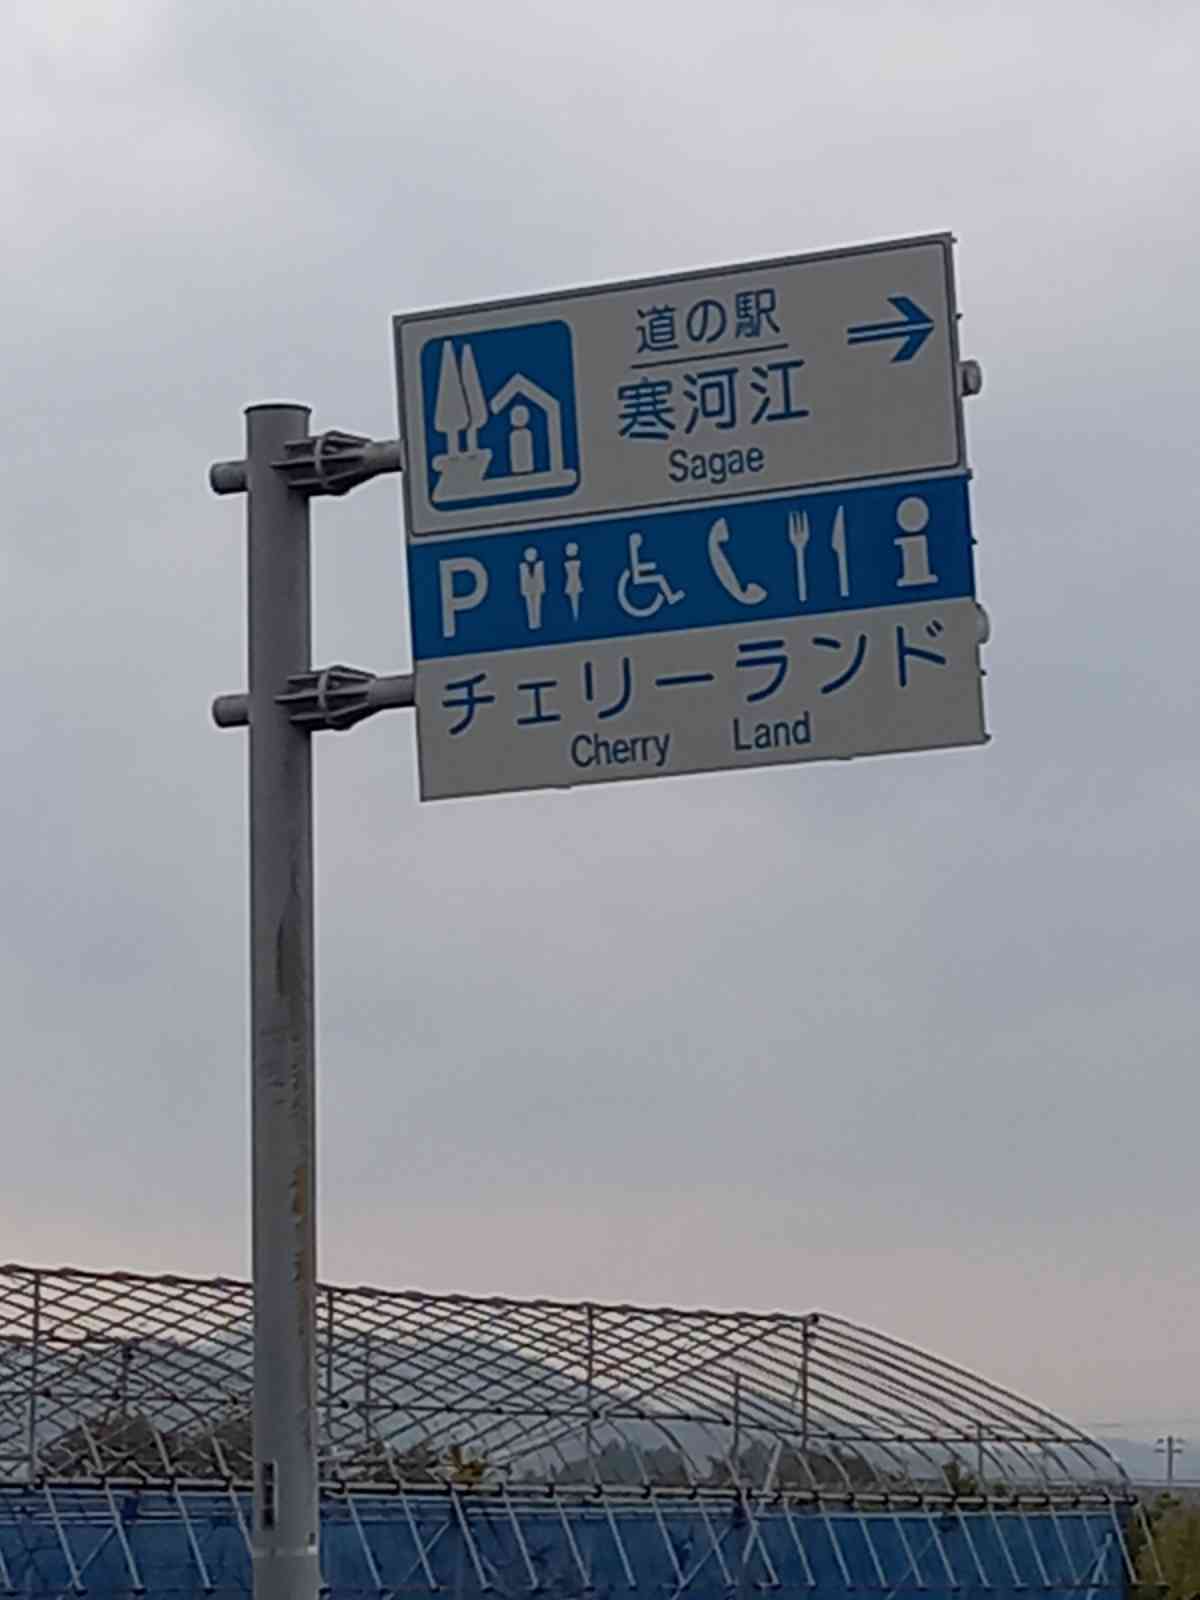 道の駅
寒河江
Sagae
P
チェリーランド
Cherry Land